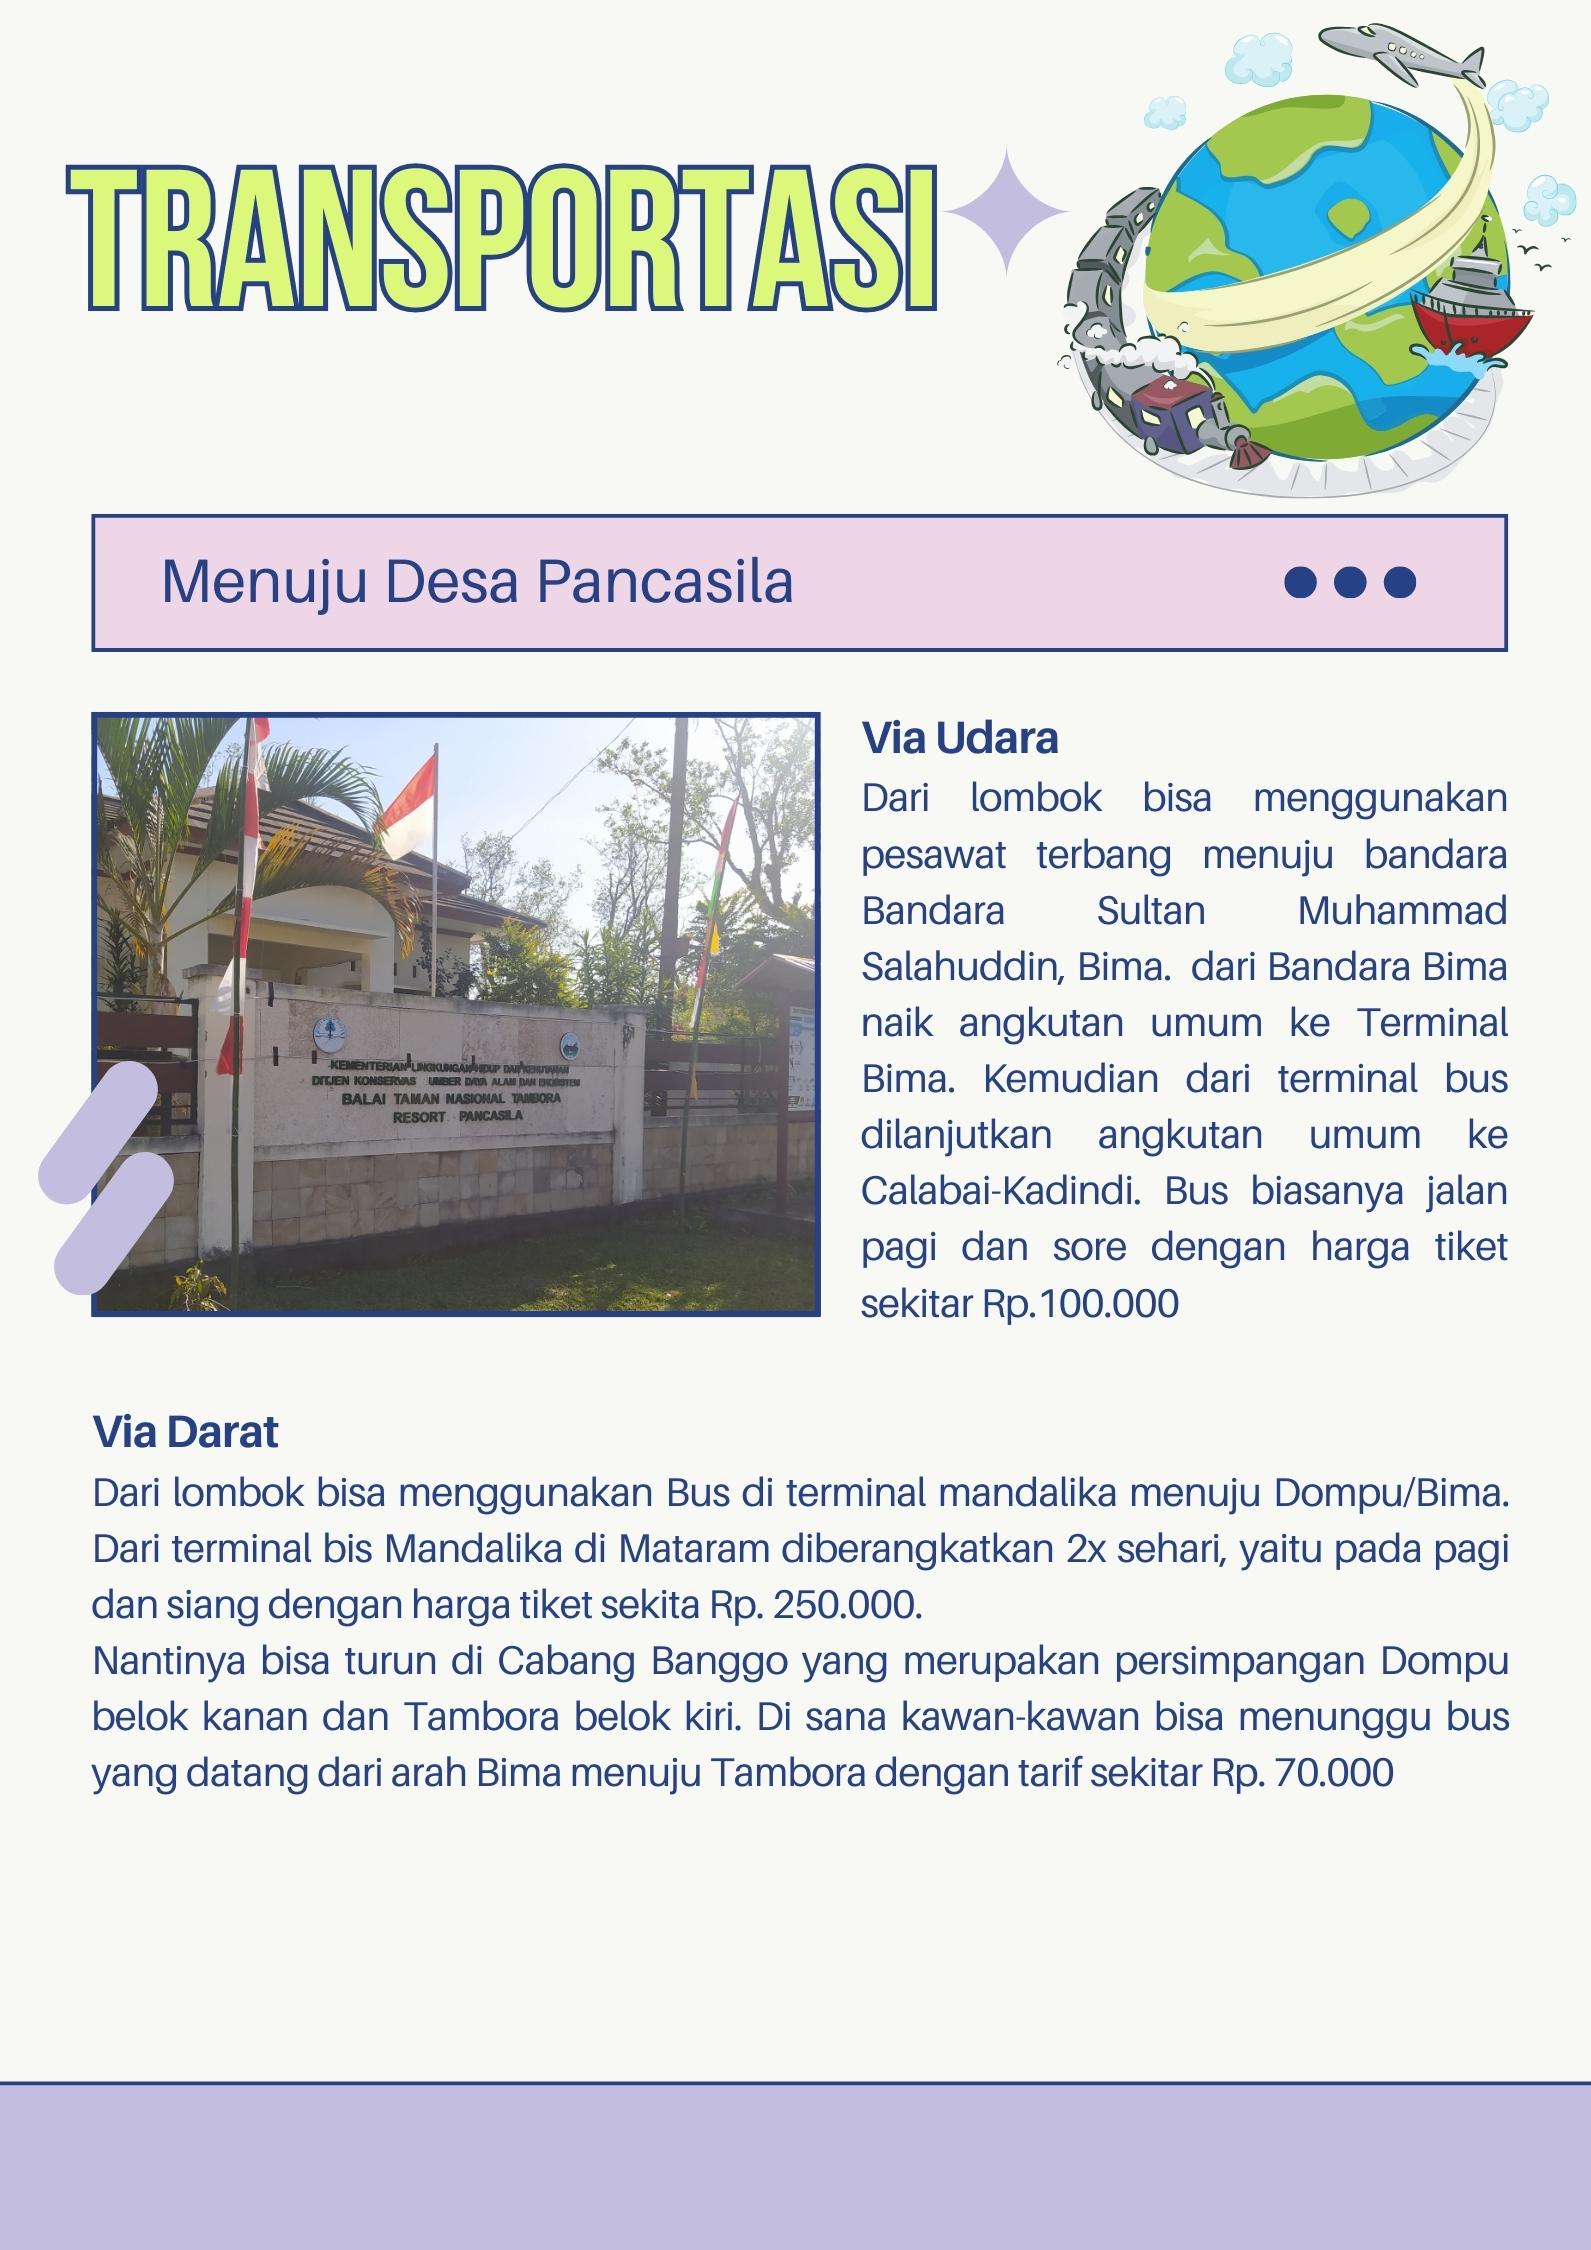 TRANSPORTASI
Menuju Desa Pancasila
KEMENTERIAN LINGKUNGAN HIDUP DAN KEHUTANAN
DITJEN KONSERVAS UMBER DAYA ALAM DAN EKOSISTEM
BALAI TAMAN NASIONAL TAMBORA
RESORT PANCASILA
Via Udara
Dari lombok bisa menggunakan
pesawat terbang menuju bandara
Bandara Sultan Muhammad
Salahuddin, Bima. dari Bandara Bima
naik angkutan umum ke Terminal
Bima. Kemudian dari terminal bus
dilanjutkan angkutan umum ke
Calabai-Kadindi. Bus biasanya jalan
pagi dan sore dengan harga tiket
sekitar Rp.100.000
Via Darat
Dari lombok bisa menggunakan Bus di terminal mandalika menuju Dompu/Bima.
Dari terminal bis Mandalika di Mataram diberangkatkan 2x sehari, yaitu pada pagi
dan siang dengan harga tiket sekita Rp. 250.000.
Nantinya bisa turun di Cabang Banggo yang merupakan persimpangan Dompu
belok kanan dan Tambora belok kiri. Di sana kawan-kawan bisa menunggu bus
yang datang dari arah Bima menuju Tambora dengan tarif sekitar Rp. 70.000